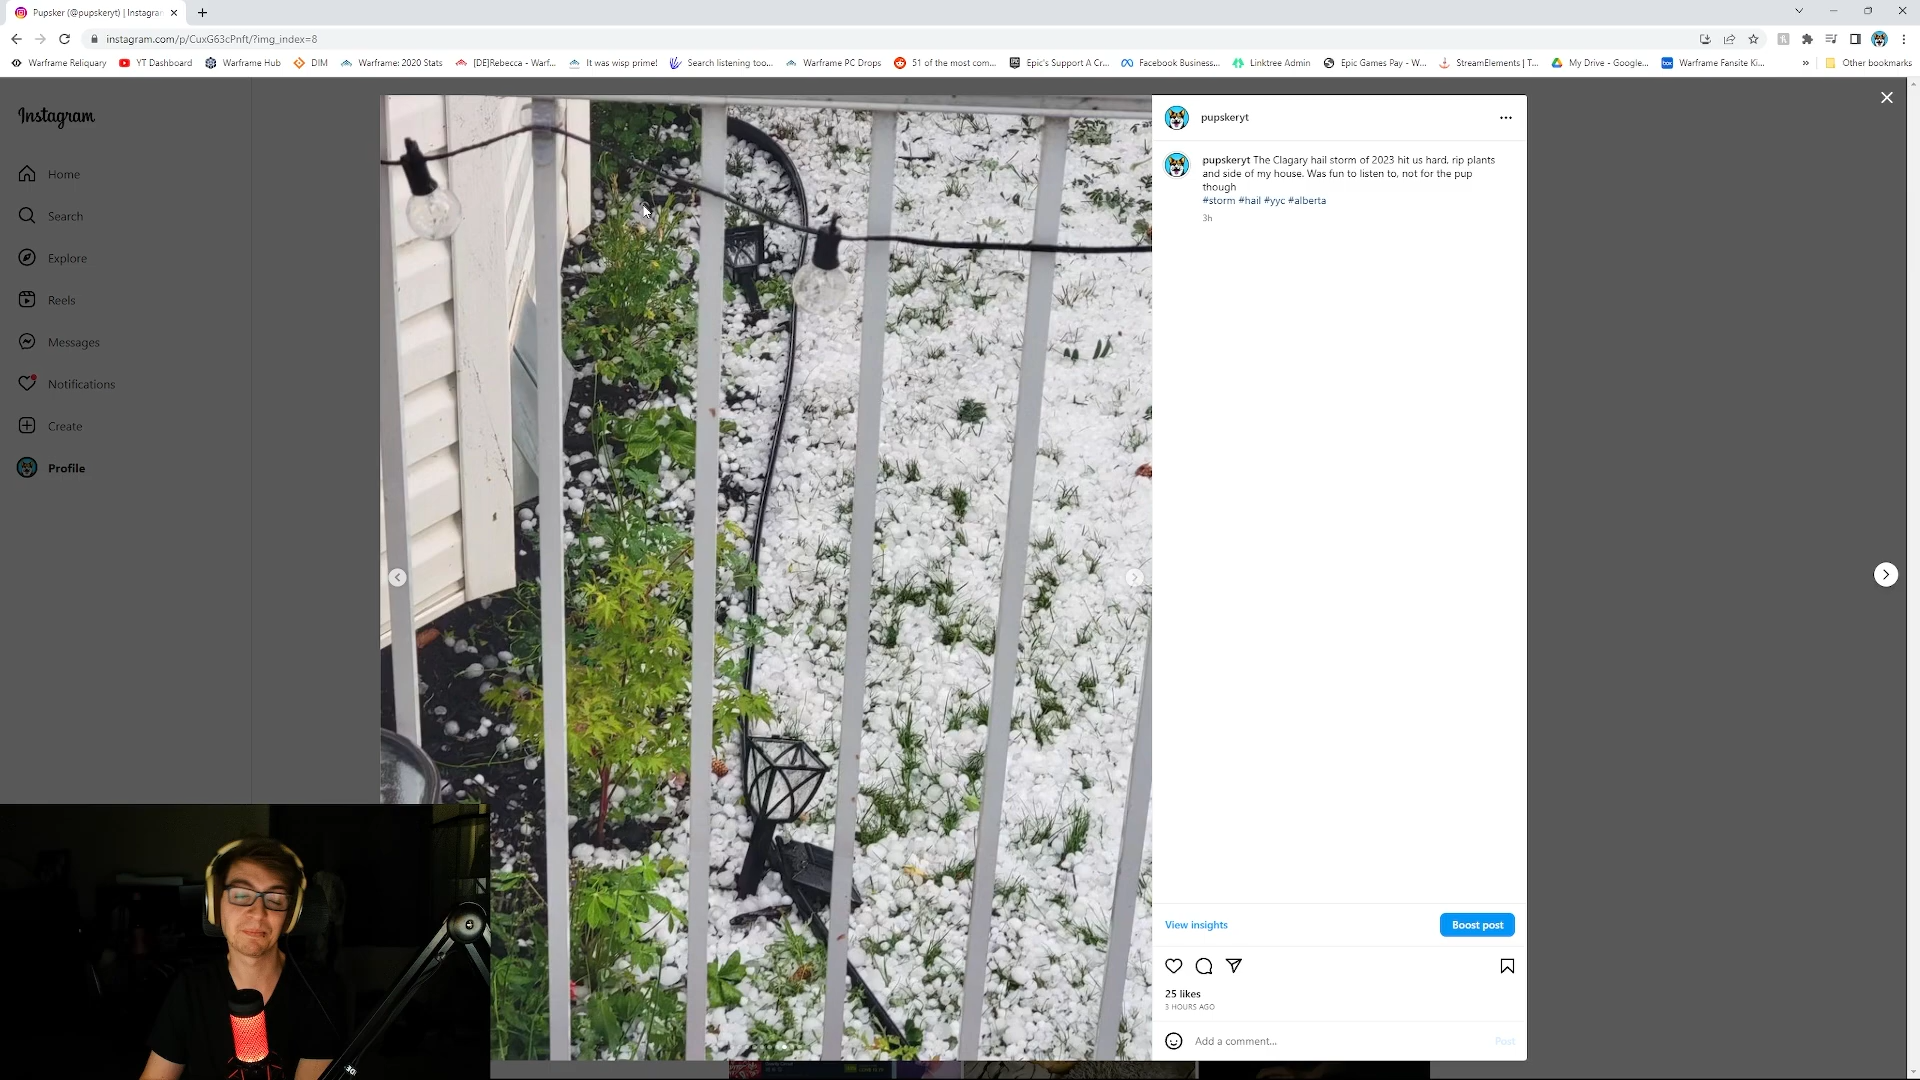 Pupsker (@pupskeryt) | Instagram
instagram.com/p/CuxG63cPnft/?img_index=8
Warframe Reliquary
YT Dashboard
Warframe Hub
DIM
Warframe: 2020 Stats
[DE]Rebecca - Warf...
It was wisp prime!
Search listening too...
Warframe PC Drops
51 of the most com...
Epic's Support A Cr...
Facebook Business...
Linktree Admin
Epic Games Pay - W...
StreamElements | T...
My Drive - Google...
Warframe Fansite Ki...
Other bookmarks
Instagram
Home
Search
Explore
Reels
Messages
Notifications
Create
Profile
pupskeryt
pupskeryt The Clagary hail storm of 2023 hit us hard, rip plants
and side of my house. Was fun to listen to, not for the pup
though
#storm #hail #yyc #alberta
3h
View insights
Boost post
25 likes
3 HOURS AGO
Add a comment...
Post